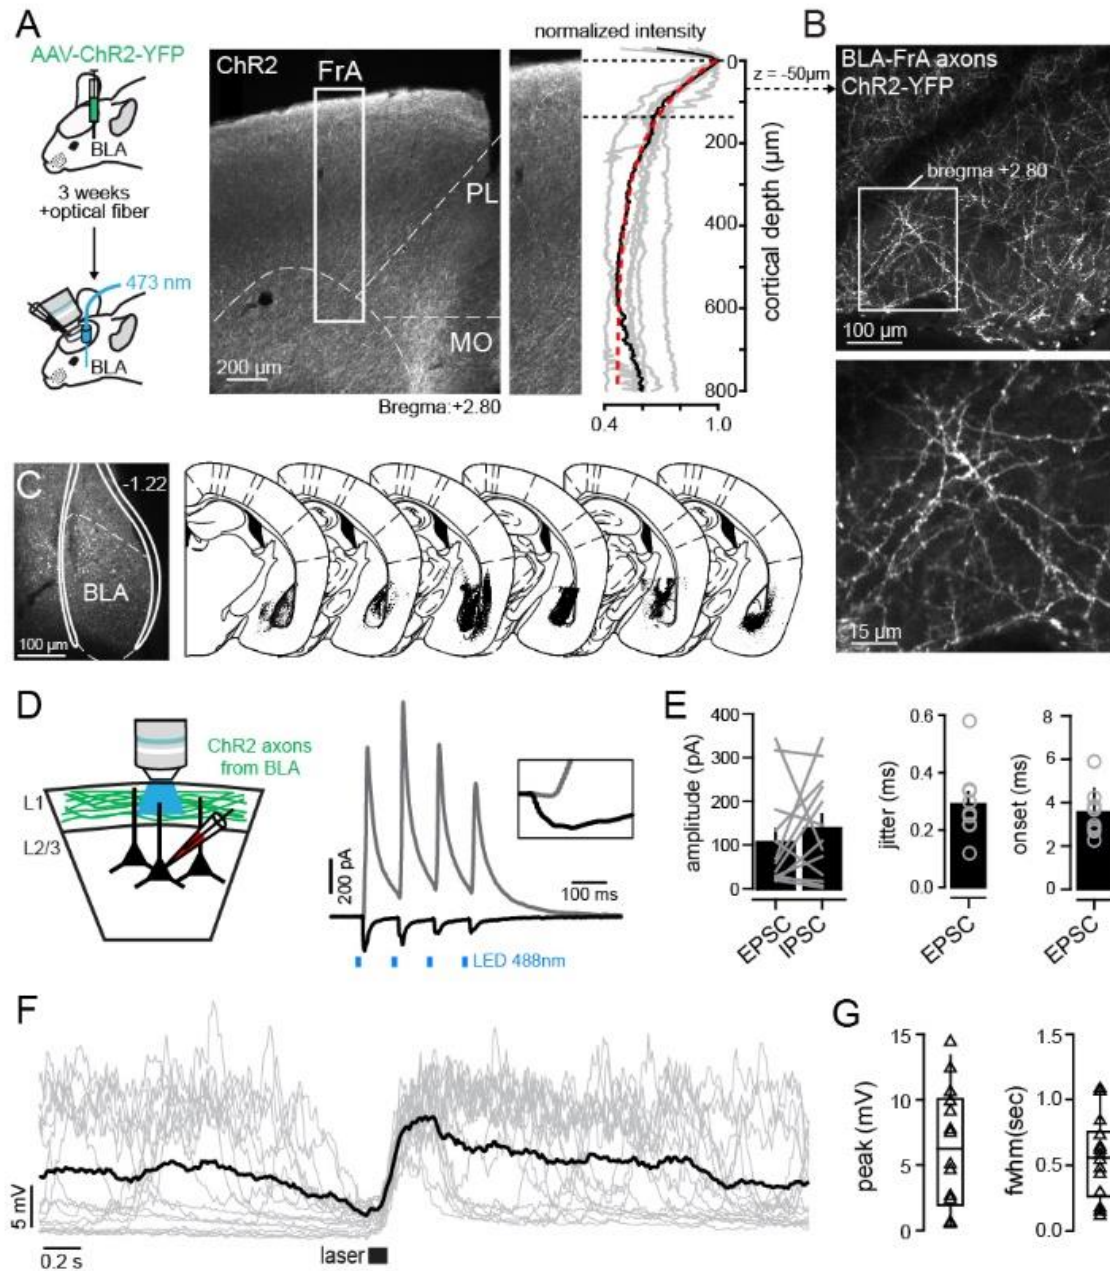 A
AAV-ChR2-YFP
BLA
3 weeks
+optical fiber
473 nm
BLA
ChR2
FrA
PL
MO
200 µm
Bregma:+2.80
normalized intensity
0
200
400
600
800
cortical depth (µm)
0.4
1.0
z = -50µm
B
BLA-FrA axons
ChR2-YFP
bregma +2.80
100 µm
15 µm
C
-1.22
BLA
100 µm
D
ChR2 axons
from BLA
L1
L2/3
200 pA
100 ms
LED 488nm
E
amplitude (pA)
400
300
200
100
0
EPSC
IPSC
jitter (ms)
0.6
0.4
0.2
0.0
EPSC
onset (ms)
8
6
4
2
0
EPSC
F
5 mV
0.2 s
laser
G
peak (mV)
15
10
5
0
fwhm(sec)
1.5
1.0
0.5
0.0